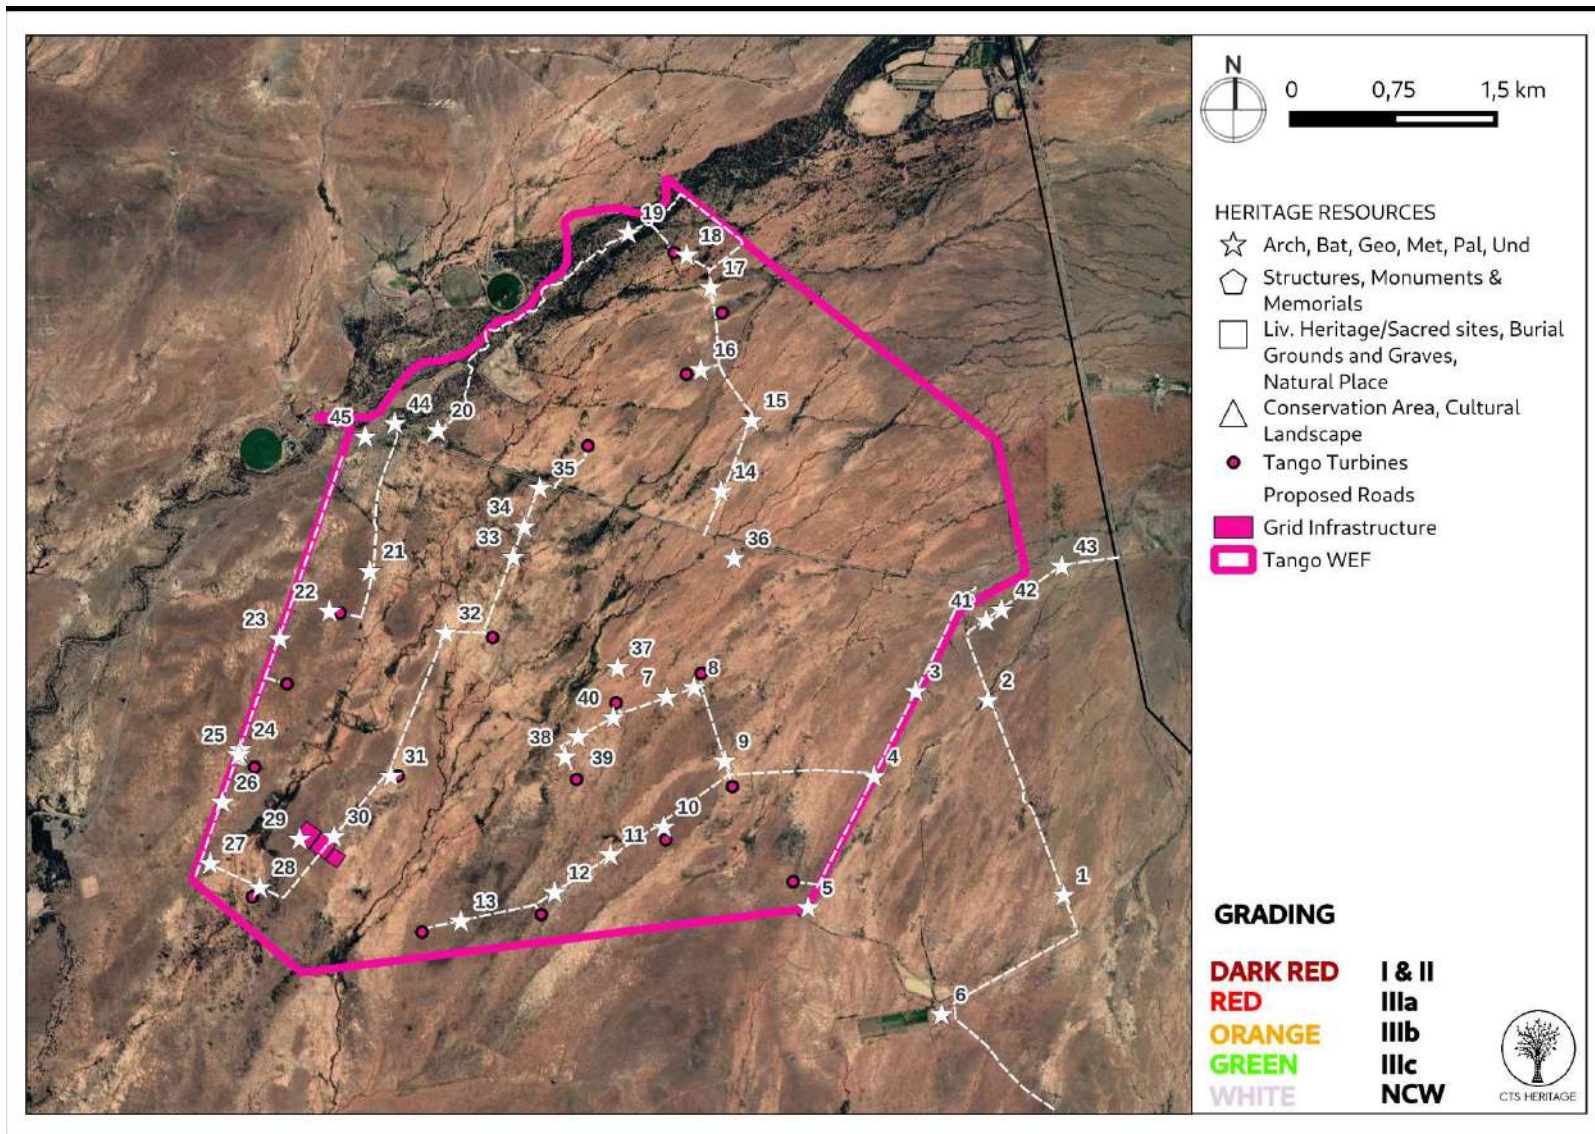 N
0 0,75 1,5 km
HERITAGE RESOURCES
Arch, Bat, Geo, Met, Pal, Und
Structures, Monuments &
Memorials
Liv. Heritage/Sacred sites, Burial
Grounds and Graves,
Natural Place
Conservation Area, Cultural
Landscape
Tango Turbines
Proposed Roads
Grid Infrastructure
Tango WEF
GRADING
DARK RED I & II
RED IIIa
ORANGE IIIb
GREEN IIIc
WHITE NCW
CTS HERITAGE
19
18
17
16
15
44
45
20
35
14
34
33
36
43
21
22
23
32
41
42
37
8
7
3
2
40
24
25
38
39
9
31
4
26
10
29
30
11
27
28
12
5
1
13
6